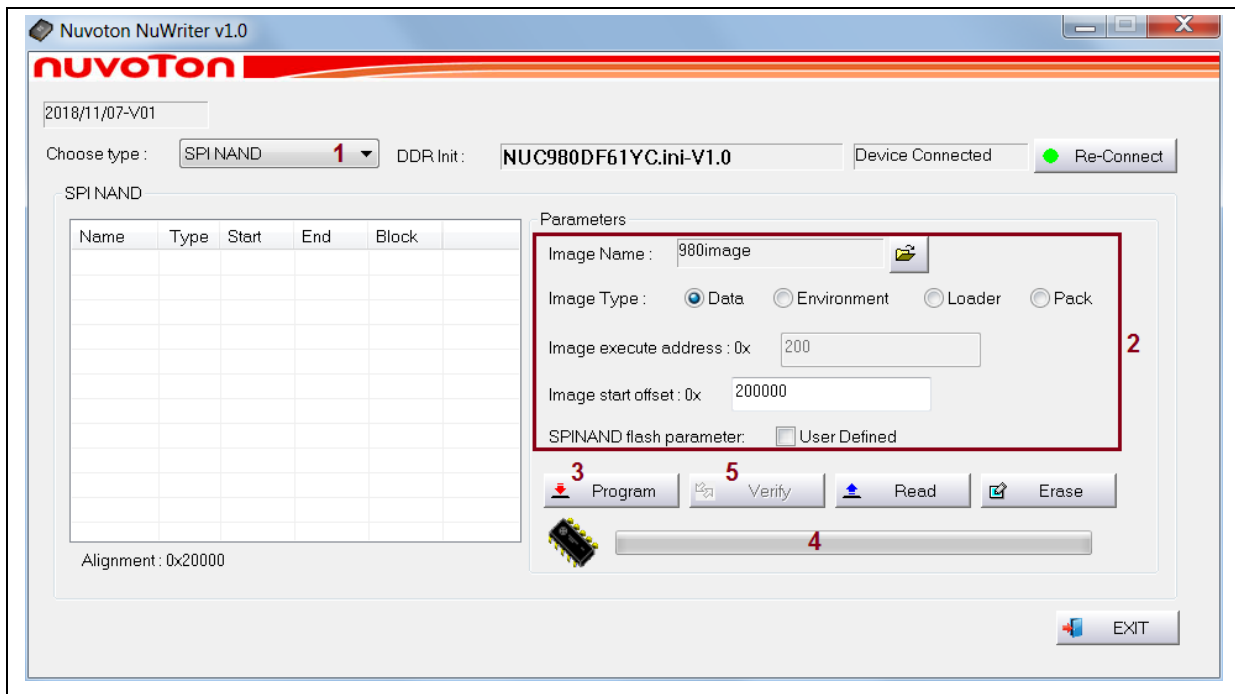 Nuvoton NuWriter v1.0
nuvoTon
2018/11/07-V01
Choose type : SPI NAND 1 DDR Init : NUC980DF61YC.ini-V1.0 Device Connected Re-Connect
SPI NAND
Parameters
Name Type Start End Block
Image Name : 980image
Image Type : Data Environment Loader Pack
2
Image execute address : 0x 200
Image start offset : 0x 200000
SPINAND flash parameter: User Defined
3 5
Program Verify Read Erase
4
Alignment : 0x20000
EXIT